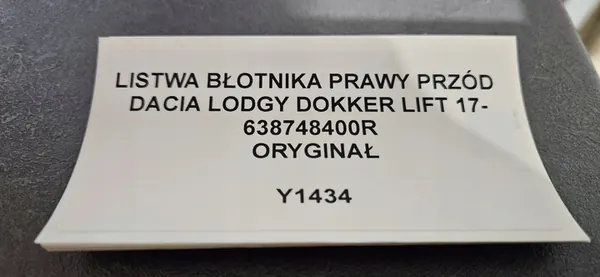 LISTWA BŁOTNIKA PRAWY PRZÓD
DACIA LODGY DOKKER LIFT 17-
638748400R
ORYGINAŁ
Y1434